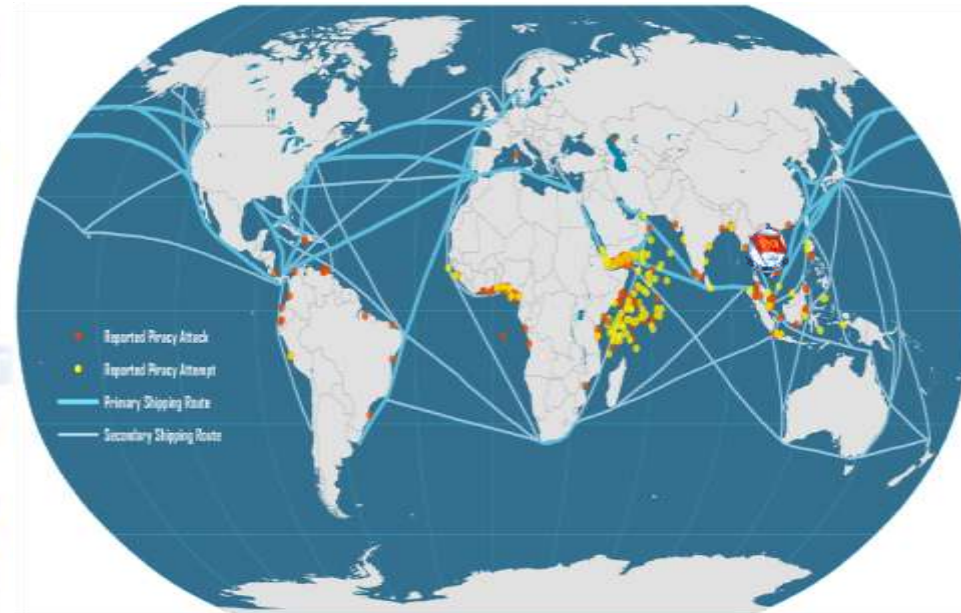 Reported Piracy Attack
Reported Piracy Attempt
Primary Shipping Route
Secondary Shipping Route